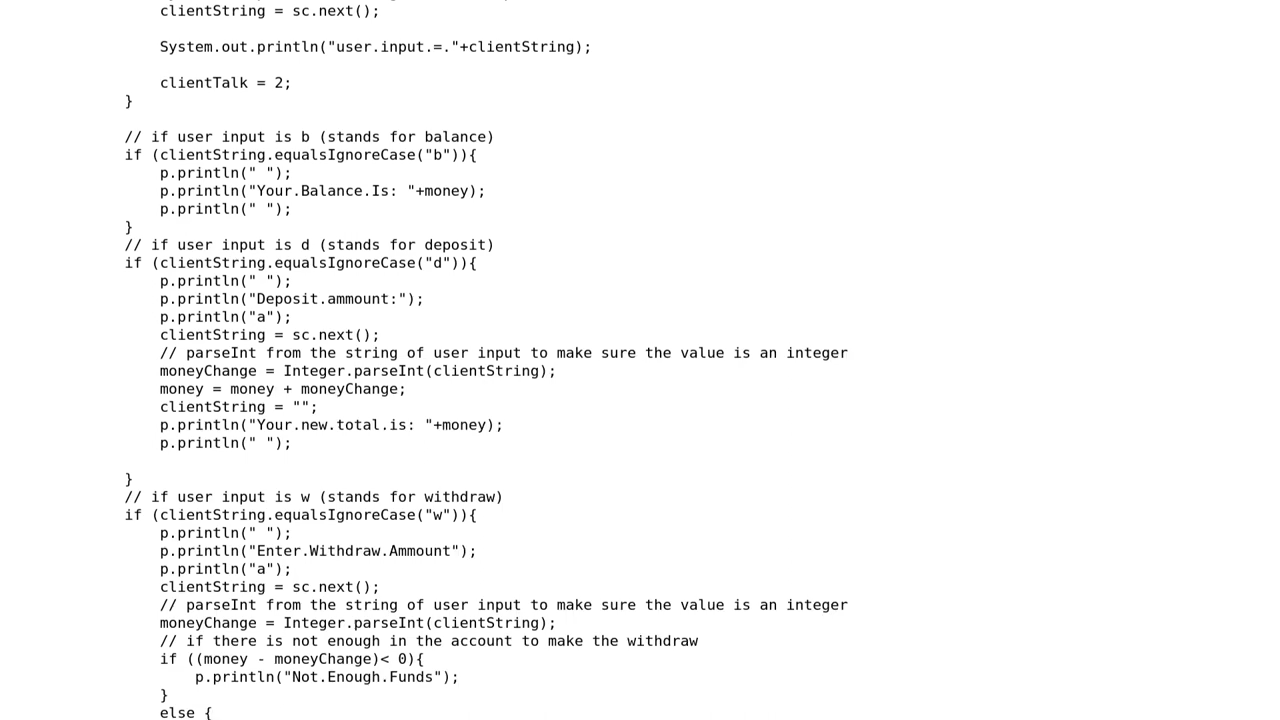 clientString = sc.next();
System.out.println("user.input.=."+clientString);
clientTalk = 2;
}
// if user input is b (stands for balance)
if (clientString.equalsIgnoreCase("b")){
p.println(" ");
p.println("Your.Balance.Is: "+money);
p.println(" ");
}
// if user input is d (stands for deposit)
if (clientString.equalsIgnoreCase("d")){
p.println(" ");
p.println("Deposit.ammount:");
p.println("a");
clientString = sc.next();
// parseInt from the string of user input to make sure the value is an integer
moneyChange = Integer.parseInt(clientString);
money = money + moneyChange;
clientString = "";
p.println("Your.new.total.is: "+money);
p.println(" ");
}
// if user input is w (stands for withdraw)
if (clientString.equalsIgnoreCase("w")){
p.println(" ");
p.println("Enter.Withdraw.Ammount");
p.println("a");
clientString = sc.next();
// parseInt from the string of user input to make sure the value is an integer
moneyChange = Integer.parseInt(clientString);
// if there is not enough in the account to make the withdraw
if ((money - moneyChange)< 0){
p.println("Not.Enough.Funds");
}
else {